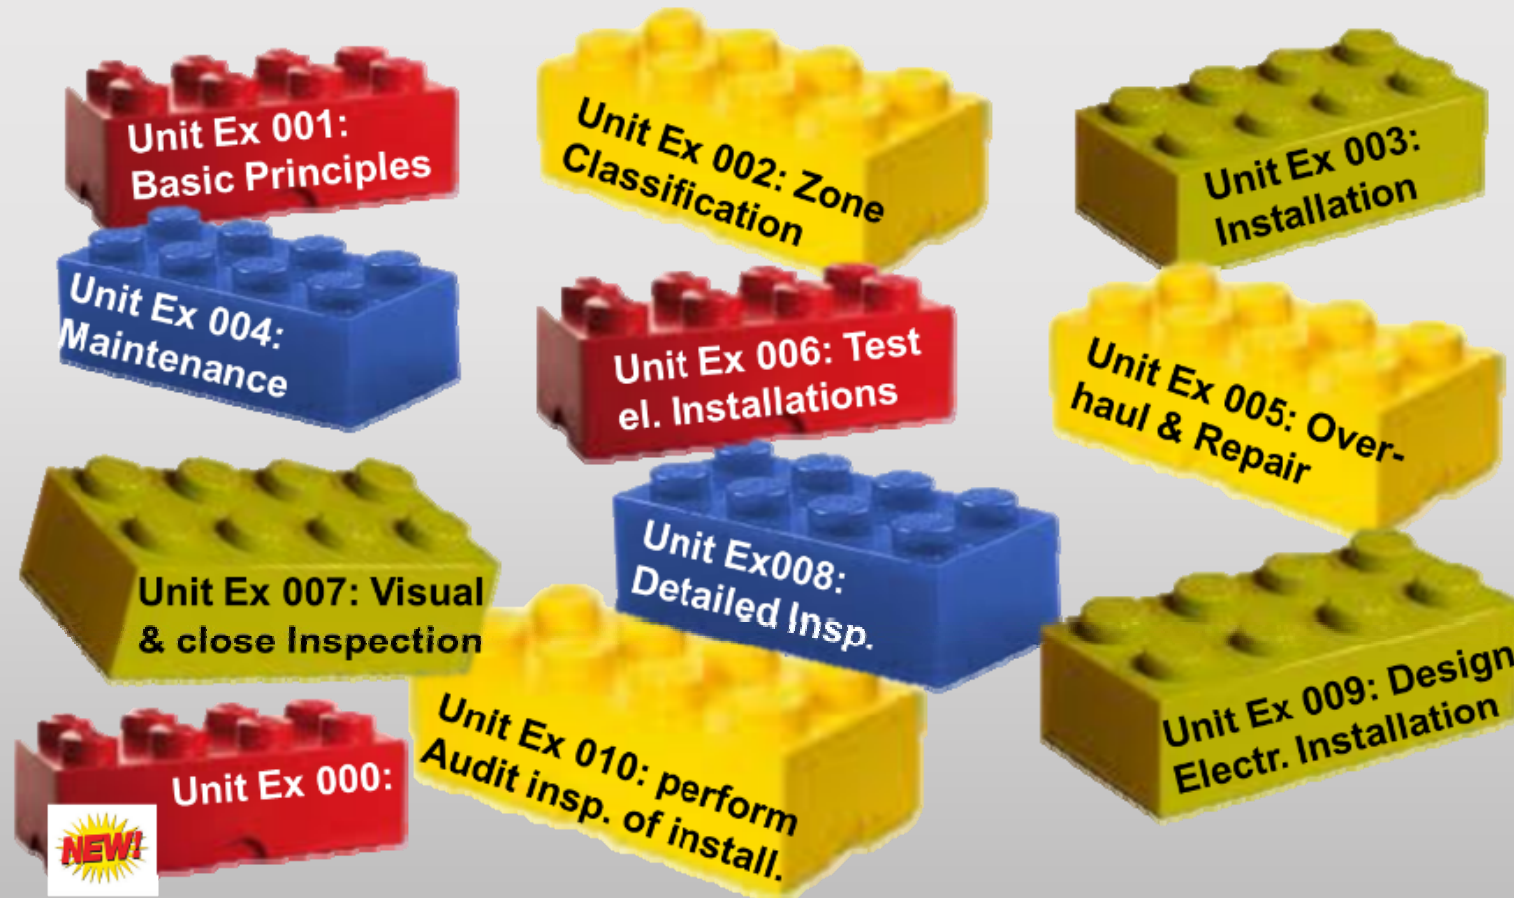 Unit Ex 001:
Basic Principles
Unit Ex 002: Zone
Classification
Unit Ex 003:
Installation
Unit Ex 004:
Maintenance
Unit Ex 006: Test
el. Installations
Unit Ex 005: Over-
haul & Repair
Unit Ex 007: Visual
& close Inspection
Unit Ex008:
Detailed Insp.
Unit Ex 009: Design
Electr. Installation
Unit Ex 000:
NEW!
Unit Ex 010: perform
Audit insp. of install.